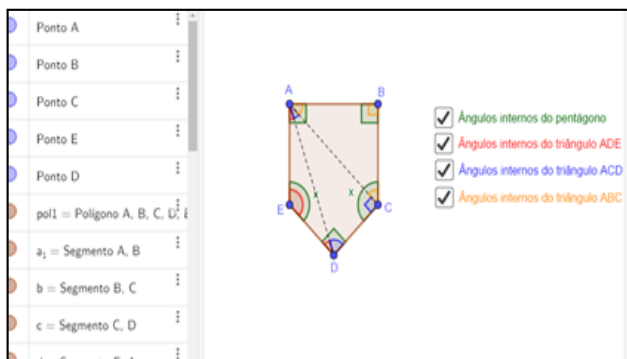 Ponto A
Ponto B
Ponto C
Ponto E
Ponto D
pol1 = Polígono A, B, C, D, E
a₁ = Segmento A, B
b = Segmento B, C
c = Segmento C, D
A
B
x
x
E
C
D
Ângulos internos do pentágono
Ângulos internos do triângulo ADE
Ângulos internos do triângulo ACD
Ângulos internos do triângulo ABC